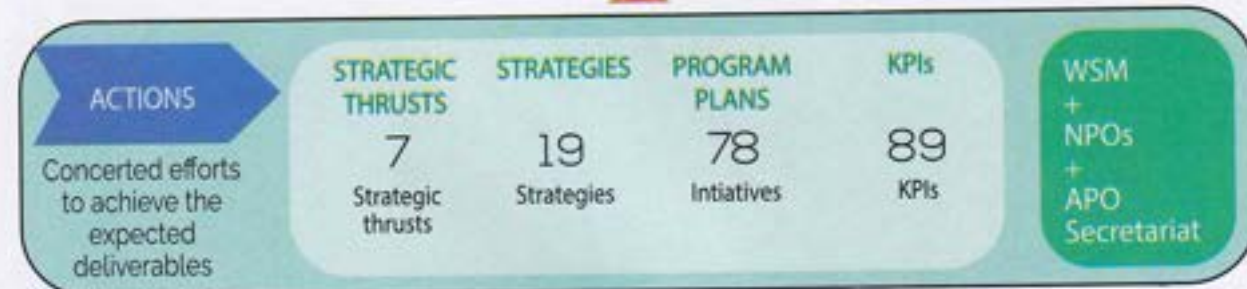 ACTIONS
Concerted efforts
to achieve the
expected
deliverables
STRATEGIC
THRUSTS
7
Strategic
thrusts
STRATEGIES
19
Strategies
PROGRAM
PLANS
78
Intiatives
KPIs
89
KPIs
WSM
+
NPOs
+
APO
Secretariat